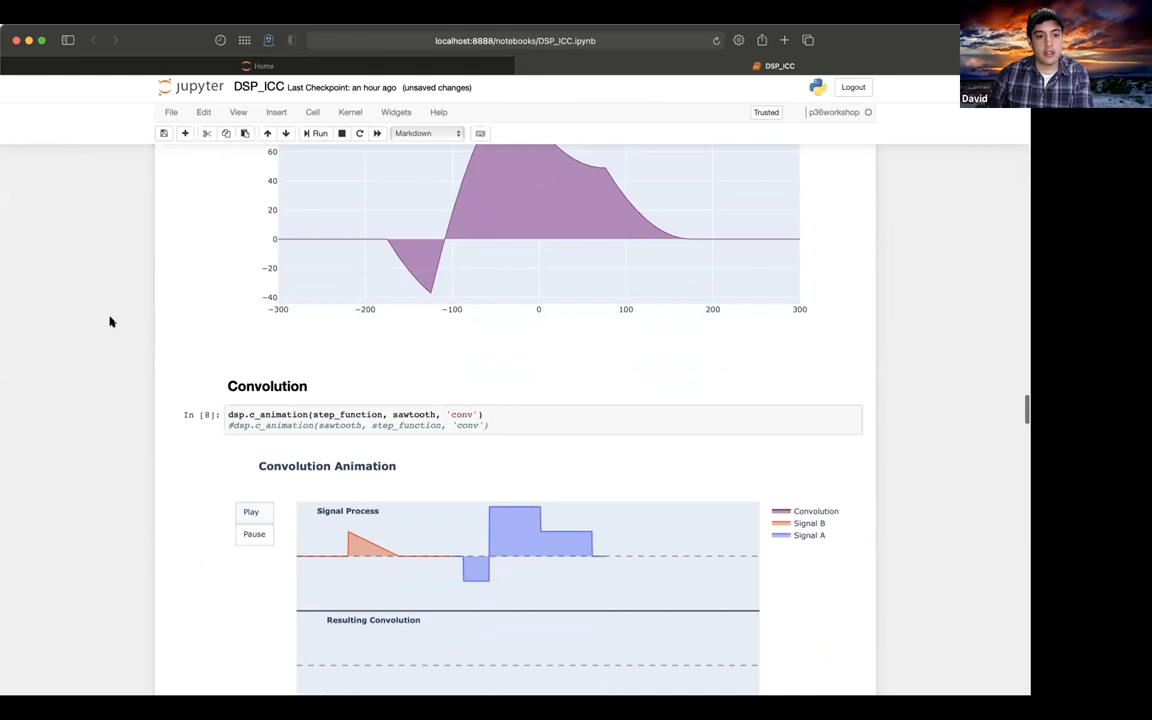 localhost:8888/notebooks/DSP_ICC.ipynb
Home
DSP_ICC
David
jupyter DSP_ICC Last Checkpoint: an hour ago (unsaved changes)
Logout
File Edit View Insert Cell Kernel Widgets Help
Trusted
p36workshop
Run
Markdown
60
40
20
0
−20
−40
−300 −200 −100 0 100 200 300
Convolution
In [8]: dsp.c_animation(step_function, sawtooth, 'conv')
#dsp.c_animation(sawtooth, step_function, 'conv')
Convolution Animation
Play
Pause
Signal Process
Convolution
Signal B
Signal A
Resulting Convolution